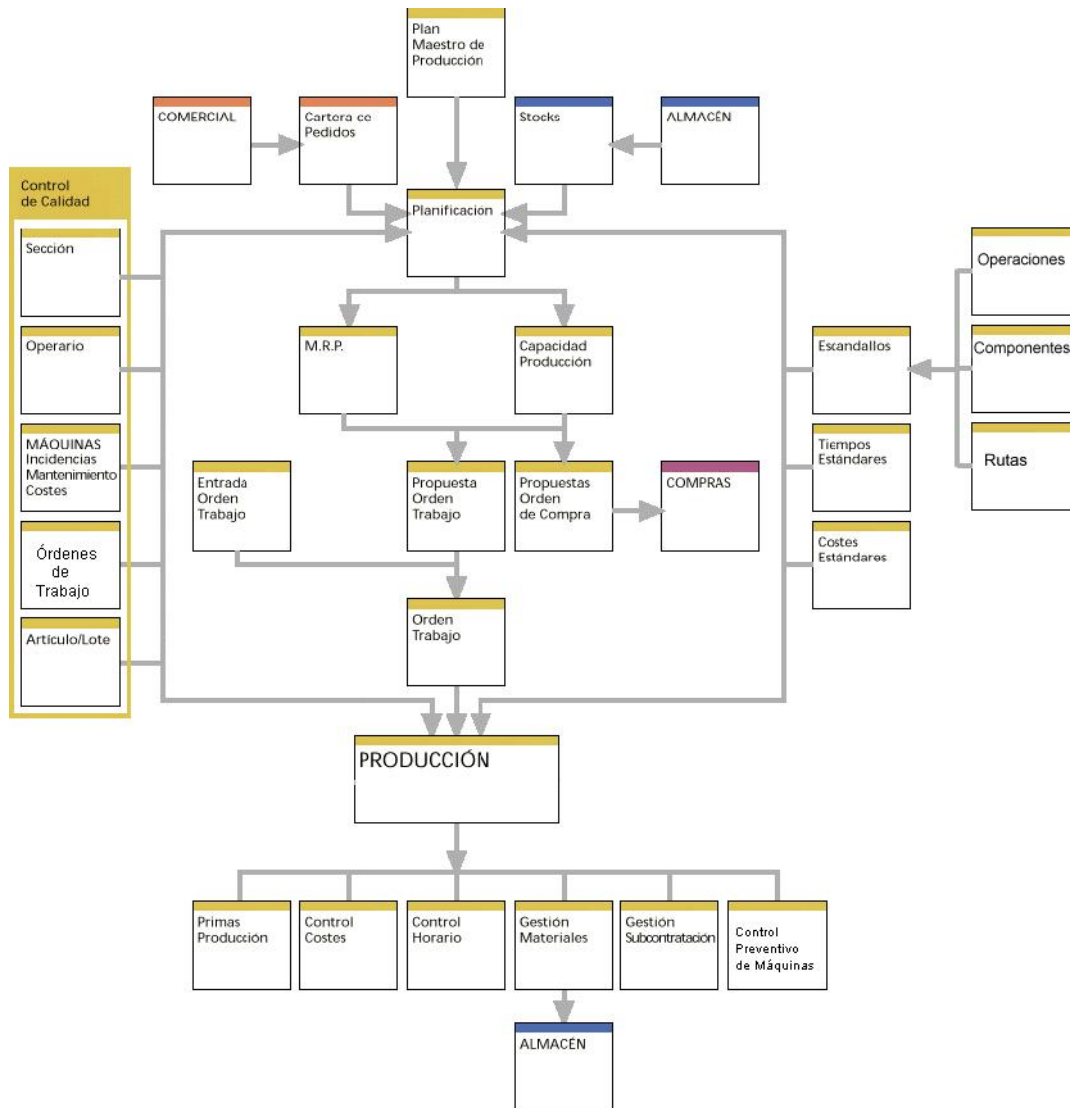 Plan
Maestro de
Producción
COMERCIAL
Cartera de
Pedidos
Stocks
ALMACÉN
Control
de Calidad
Planificación
Sección
Operaciones
Operario
M.R.P.
Capacidad
Producción
Escandallos
Componentes
MÁQUINAS
Incidencias
Mantenimiento
Costes
Entrada
Orden
Trabajo
Propuesta
Orden
Trabajo
Propuestas
Orden
de Compra
COMPRAS
Tiempos
Estándares
Rutas
Órdenes
de
Trabajo
Costes
Estándares
Artículo/Lote
Orden
Trabajo
PRODUCCIÓN
Primas
Producción
Control
Costes
Control
Horario
Gestión
Materiales
Gestión
Subcontratación
Control
Preventivo
de Máquinas
ALMACÉN